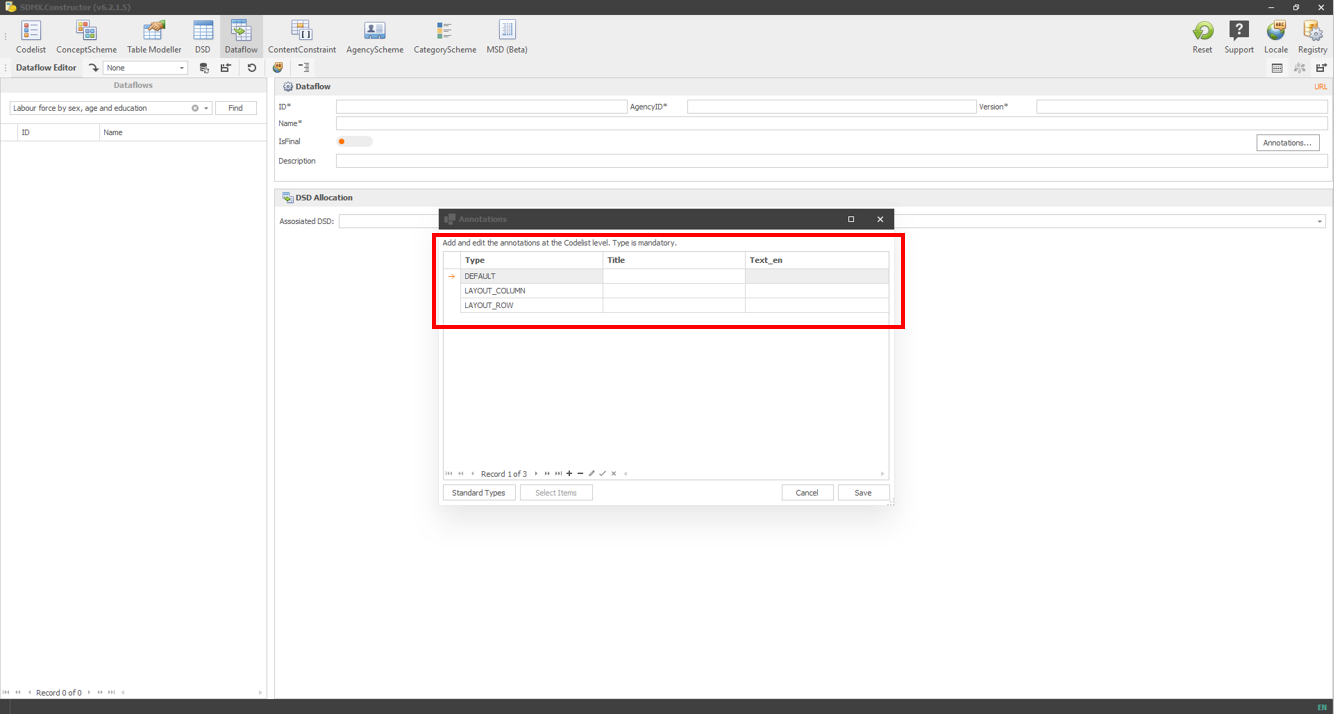 SDMX.Constructor (v6.2.1.5)
Codelist ConceptScheme Table Modeller DSD Dataflow ContentConstraint AgencyScheme CategoryScheme MSD (Beta) Reset Support Locale Registry
Dataflow Editor None
Dataflows
Labour force by sex, age and education Find
ID Name
Record 0 of 0
Dataflow URL
ID* AgencyID* Version*
Name*
IsFinal Annotations...
Description
DSD Allocation
Assosiated DSD:
Annotations
Add and edit the annotations at the Codelist level. Type is mandatory.
Type Title Text_en
DEFAULT
LAYOUT_COLUMN
LAYOUT_ROW
Record 1 of 3
Standard Types Select Items Cancel Save
EN